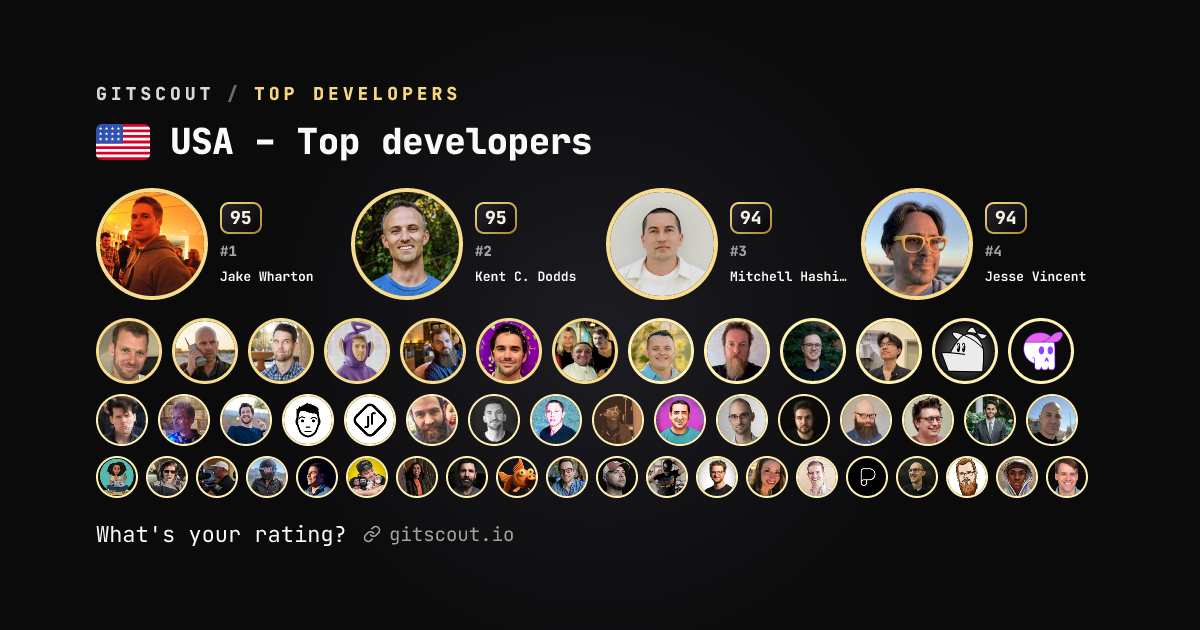 GITSCOUT / TOP DEVELOPERS
USA – Top developers
95
#1
Jake Wharton
95
#2
Kent C. Dodds
94
#3
Mitchell Hashi…
94
#4
Jesse Vincent
What's your rating? gitscout.io